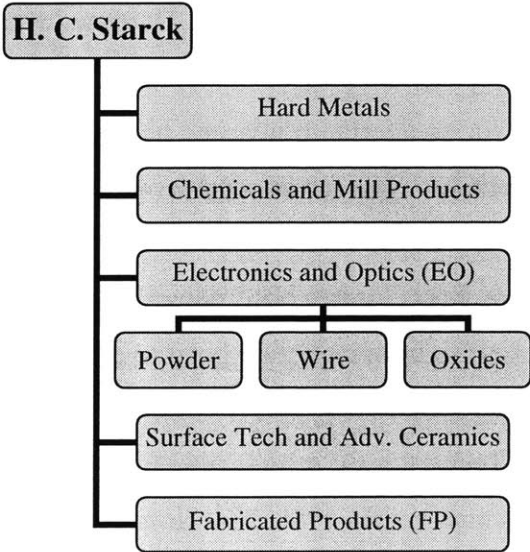 H. C. Starck
Hard Metals
Chemicals and Mill Products
Electronics and Optics (EO)
Powder
Wire
Oxides
Surface Tech and Adv. Ceramics
Fabricated Products (FP)